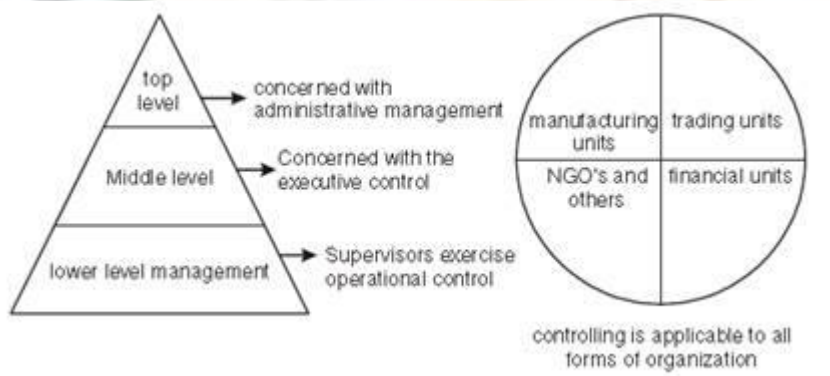 top
level
concerned with
administrative management
Middle level
Concerned with the
executive control
lower level management
Supervisors exercise
operational control
manufacturing
units
trading units
NGO's and
others
financial units
controlling is applicable to all
forms of organization